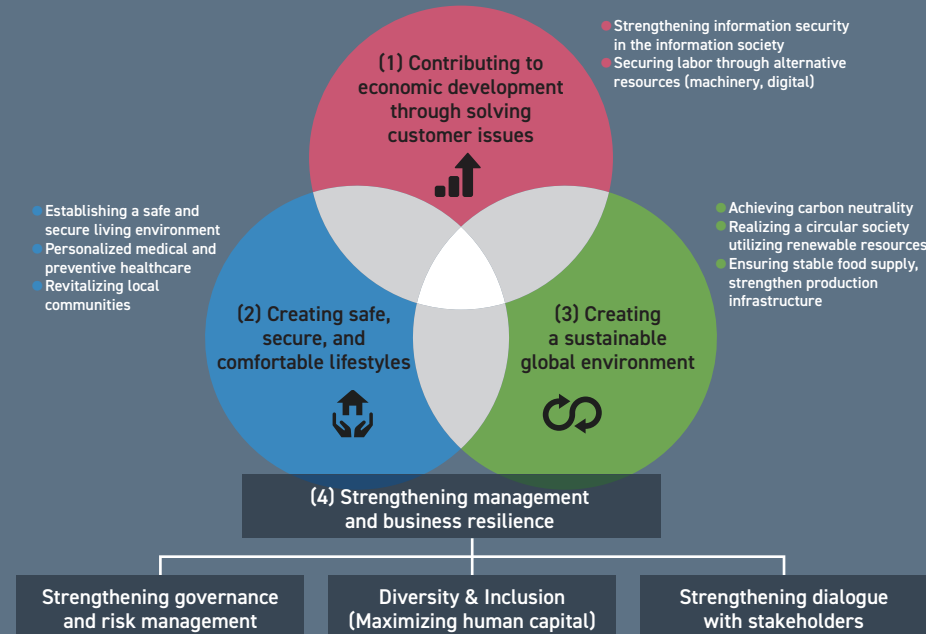 (1) Contributing to
economic development
through solving
customer issues
Strengthening information security
in the information society
Securing labor through alternative
resources (machinery, digital)
Establishing a safe and
secure living environment
Personalized medical and
preventive healthcare
Revitalizing local
communities
Achieving carbon neutrality
Realizing a circular society
utilizing renewable resources
Ensuring stable food supply,
strengthen production
infrastructure
(2) Creating safe,
secure, and
comfortable lifestyles
(3) Creating
a sustainable
global environment
(4) Strengthening management
and business resilience
Strengthening governance
and risk management
Diversity & Inclusion
(Maximizing human capital)
Strengthening dialogue
with stakeholders